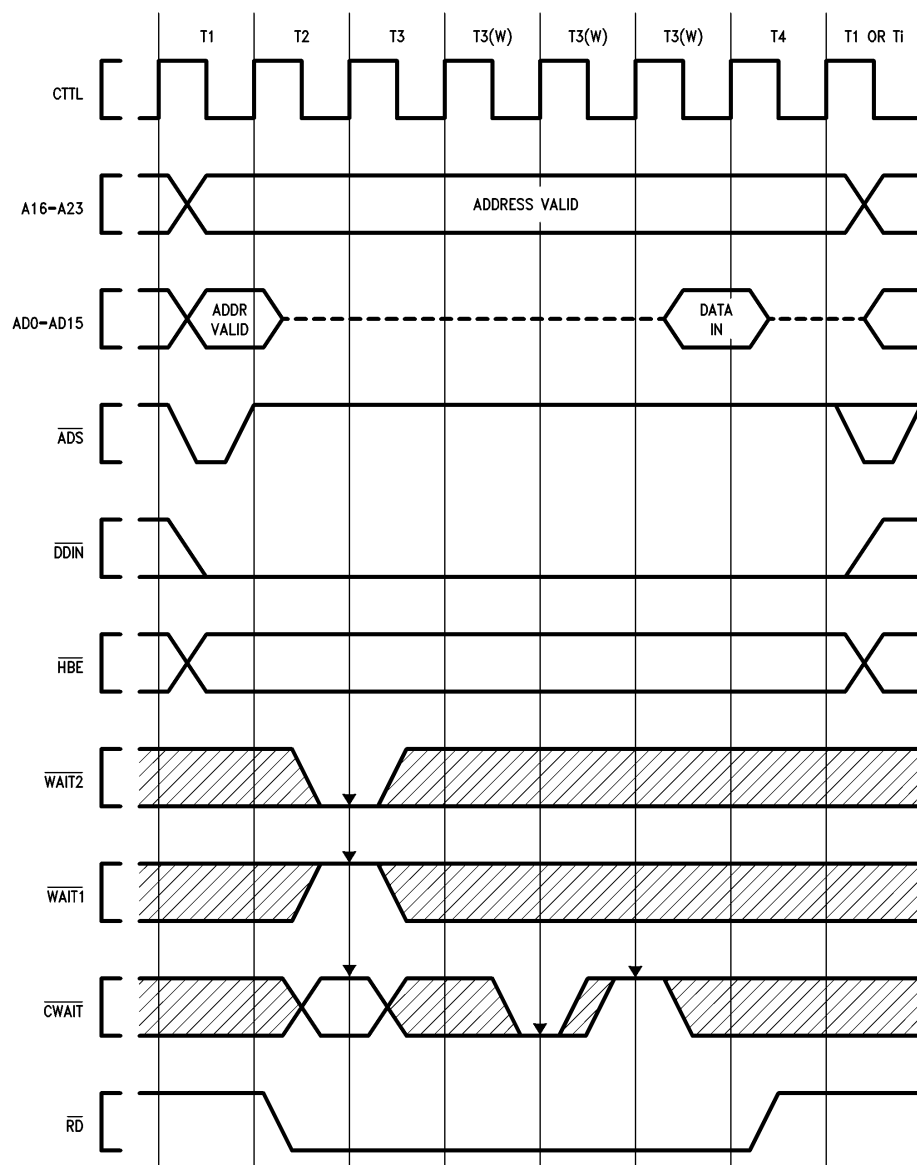 T1 T2 T3 T3(W) T3(W) T3(W) T4 T1 OR Ti
CTTL
A16-A23
ADDRESS VALID
AD0-AD15
ADDR
VALID
DATA
IN
ADS
DDIN
HBE
WAIT2
WAIT1
CWAIT
RD